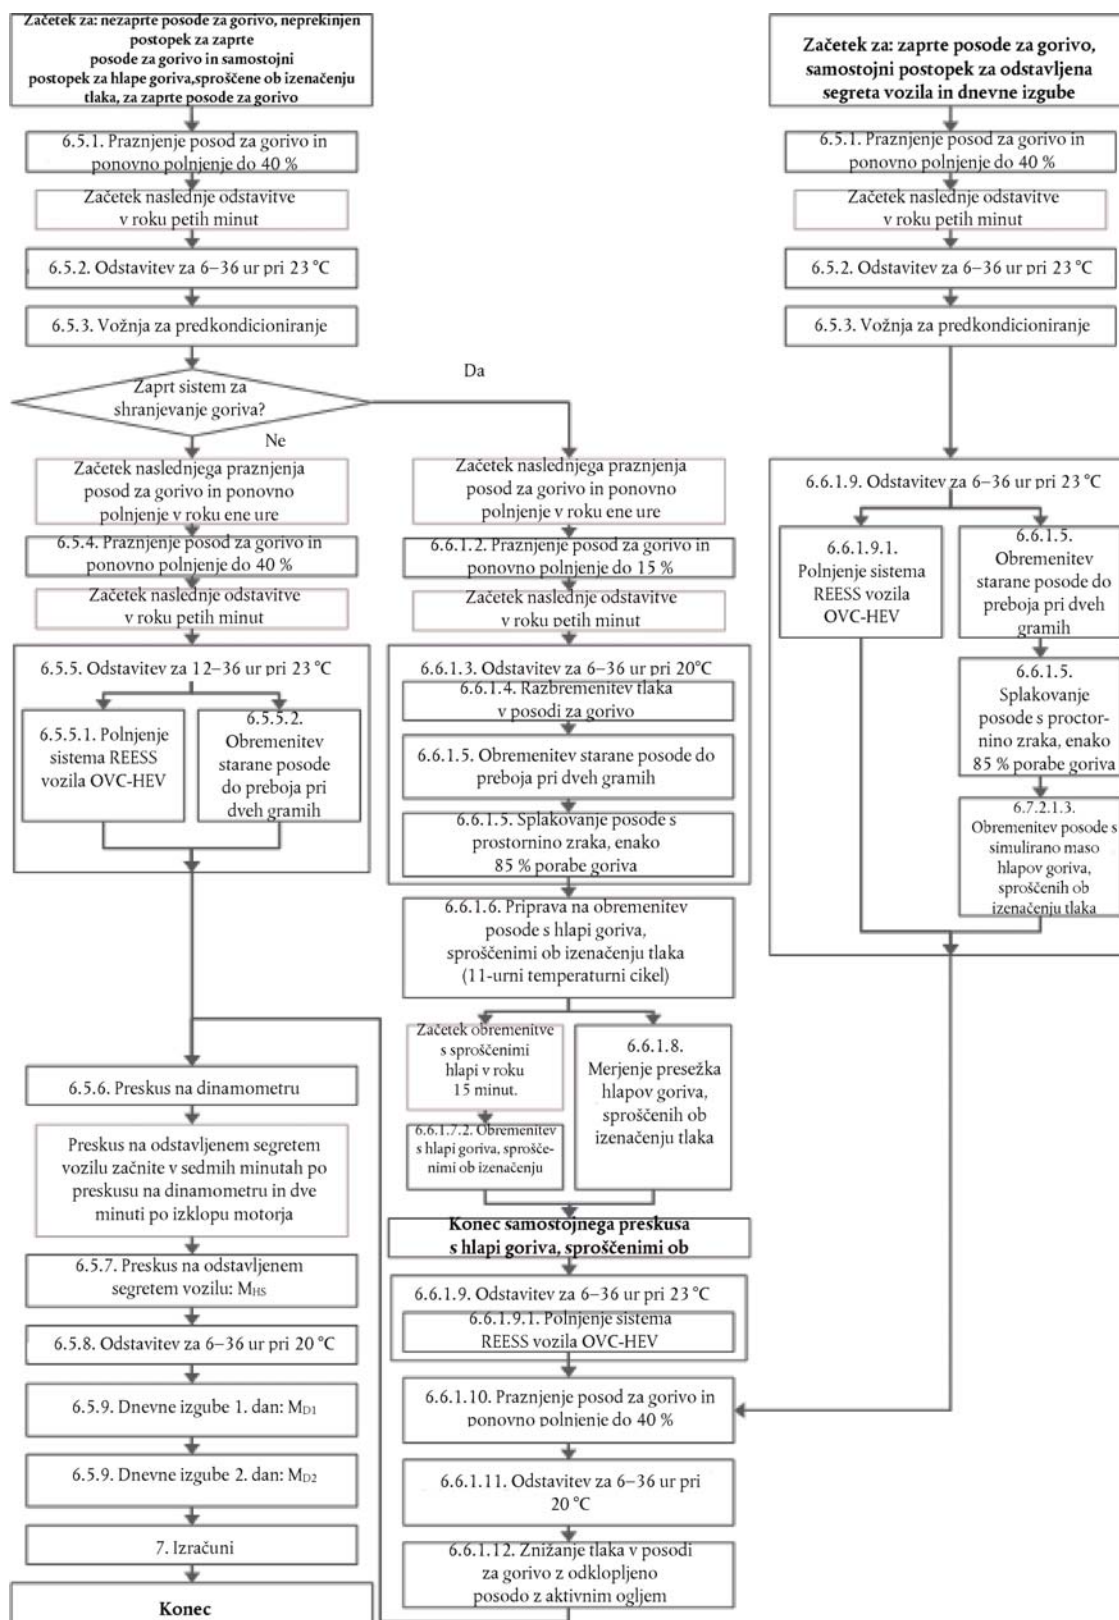 Začetek za: nezaprte posode za gorivo, neprekinjen
postopek za zaprte
posode za gorivo in samostojni
postopek za hlape goriva,sproščene ob izenačenju
tlaka, za zaprte posode za gorivo
6.5.1. Praznjenje posod za gorivo in
ponovno polnjenje do 40 %
Začetek naslednje odstavitve
v roku petih minut
6.5.2. Odstavitev za 6–36 ur pri 23 °C
6.5.3. Vožnja za predkondicioniranje
Zaprt sistem za
shranjevanje goriva?
Da
Ne
Začetek naslednjega praznjenja
posod za gorivo in ponovno
polnjenje v roku ene ure
6.5.4. Praznjenje posod za gorivo in
ponovno polnjenje do 40 %
Začetek naslednje odstavitve
v roku petih minut
6.5.5. Odstavitev za 12–36 ur pri 23 °C
6.5.5.1. Polnjenje
sistema REESS
vozila OVC-HEV
6.5.5.2.
Obremenitev
starane posode
do preboja pri
dveh gramih
6.5.6. Preskus na dinamometru
Preskus na odstavljenem segretem
vozilu začnite v sedmih minutah po
preskusu na dinamometru in dve
minuti po izklopu motorja
6.5.7. Preskus na odstavljenem
segretem vozilu: MHS
6.5.8. Odstavitev za 6–36 ur pri 20 °C
6.5.9. Dnevne izgube 1. dan: MD1
6.5.9. Dnevne izgube 2. dan: MD2
7. Izračuni
Konec
Začetek naslednjega praznjenja
posod za gorivo in ponovno
polnjenje v roku ene ure
6.6.1.2. Praznjenje posod za gorivo in
ponovno polnjenje do 15 %
Začetek naslednje odstavitve
v roku petih minut
6.6.1.3. Odstavitev za 6–36 ur pri 20°C
6.6.1.4. Razbremenitev tlaka
v posodi za gorivo
6.6.1.5. Obremenitev starane posode do
preboja pri dveh gramih
6.6.1.5. Splakovanje posode s
prostornino zraka, enako
85 % porabe goriva
6.6.1.6. Priprava na obremenitev
posode s hlapi goriva,
sproščenimi ob izenačenju tlaka
(11-urni temperaturni cikel)
Začetek obremenitve
s sproščenimi
hlapi v roku
15 minut.
6.6.1.7.2. Obremenitev
s hlapi goriva, sprošče-
nimi ob izenačenju
6.6.1.8.
Merjenje presežka
hlapov goriva,
sproščenih ob
izenačenju tlaka
Konec samostojnega preskusa
s hlapi goriva, sproščenimi ob
6.6.1.9. Odstavitev za 6–36 ur pri 23 °C
6.6.1.9.1. Polnjenje sistema
REESS vozila OVC-HEV
6.6.1.10. Praznjenje posod za gorivo in
ponovno polnjenje do 40 %
6.6.1.11. Odstavitev za 6–36 ur pri
20 °C
6.6.1.12. Znižanje tlaka v posodi
za gorivo z odklopljeno
posodo z aktivnim ogljem
Začetek za: zaprte posode za gorivo,
samostojni postopek za odstavljena
segreta vozila in dnevne izgube
6.5.1. Praznjenje posod za gorivo in
ponovno polnjenje do 40 %
Začetek naslednje odstavitve
v roku petih minut
6.5.2. Odstavitev za 6–36 ur pri 23 °C
6.5.3. Vožnja za predkondicioniranje
6.6.1.9. Odstavitev za 6–36 ur pri 23 °C
6.6.1.9.1.
Polnjenje sistema
REESS vozila
OVC-HEV
6.6.1.5.
Obremenitev
starane posode do
preboja pri dveh
gramih
6.6.1.5.
Splakovanje
posode s proctor-
nino zraka, enako
85 % porabe goriva
6.7.2.1.3.
Obremenitev posode s
simulirano maso
hlapov goriva,
sproščenih ob
izenačenju tlaka